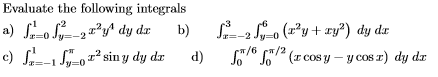 Evaluate the following integrals
a) ∫_{x=0}^{1} ∫_{y=-2}^{2} x²y⁴ dy dx b) ∫_{x=-2}^{3} ∫_{y=0}^{6} (x²y + xy²) dy dx
c) ∫_{x=-1}^{1} ∫_{y=0}^{π} x² sin y dy dx d) ∫_{0}^{π/6} ∫_{0}^{π/2} (x cos y − y cos x) dy dx